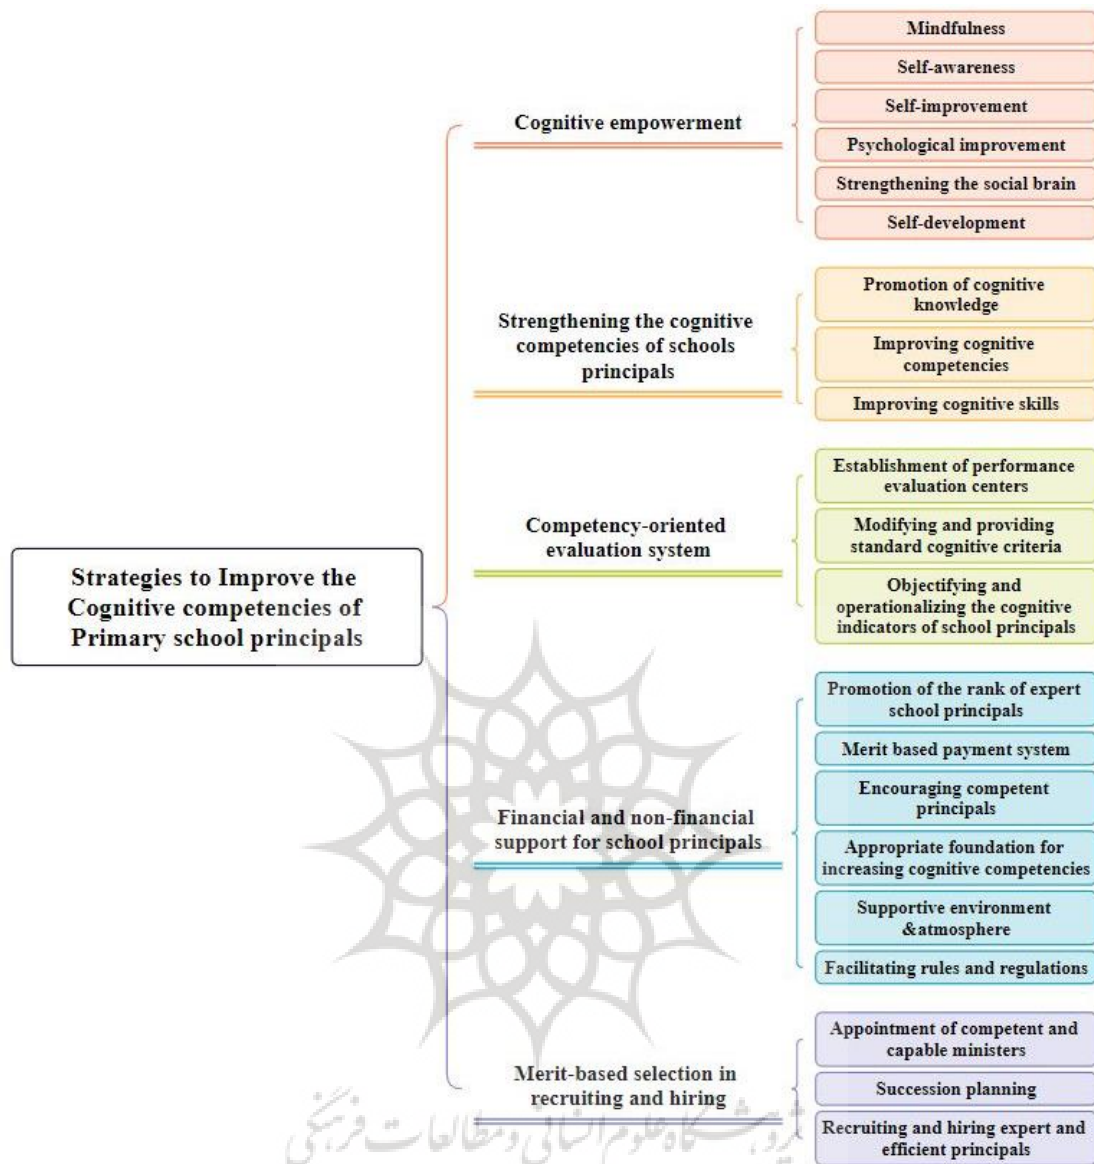 Strategies to Improve the
Cognitive competencies of
Primary school principals
Cognitive empowerment
Mindfulness
Self-awareness
Self-improvement
Psychological improvement
Strengthening the social brain
Self-development
Strengthening the cognitive
competencies of schools
principals
Promotion of cognitive
knowledge
Improving cognitive
competencies
Improving cognitive skills
Competency-oriented
evaluation system
Establishment of performance
evaluation centers
Modifying and providing
standard cognitive criteria
Objectifying and
operationalizing the cognitive
indicators of school principals
Financial and non-financial
support for school principals
Promotion of the rank of expert
school principals
Merit based payment system
Encouraging competent
principals
Appropriate foundation for
increasing cognitive competencies
Supportive environment
&atmosphere
Facilitating rules and regulations
Merit-based selection in
recruiting and hiring
Appointment of competent and
capable ministers
Succession planning
Recruiting and hiring expert and
efficient principals
پژوهشگاه علوم انسانی و مطالعات فرهنگی